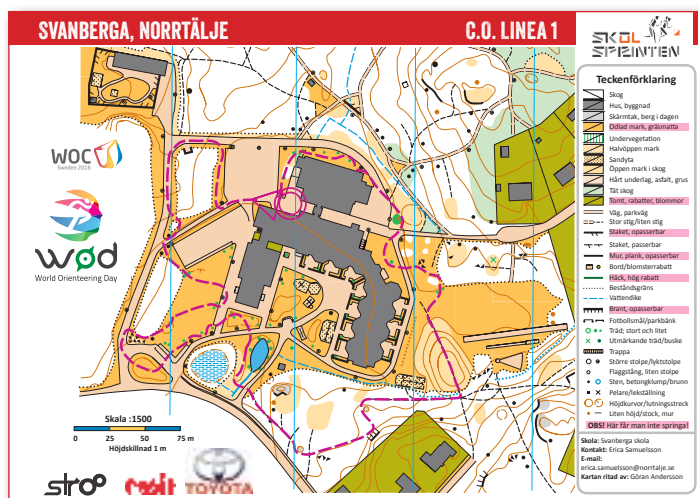 SVANBERGA, NORRTÄLJE
C.O. LINEA 1
SKOL
SPRINTEN
WOC
Sweden 2016
wod
World Orienteering Day
Teckenförklaring
Skog
Hus, byggnad
Skärmtak, berg i dagen
Odlad mark, gräsmatta
Undervegetation
Halvöppen mark
Sandyta
Öppen mark i skog
Hårt underlag, asfalt, grus
Tät skog
Tomt, rabatter, blommor
Väg, parkväg
Stor stig/liten stig
Staket, opasserbar
Staket, passerbar
Mur, plank, opasserbar
Bord/blomsterrabatt
Häck, hög rabatt
Beståndsgräns
Vattendike
Brant, opasserbar
Fotbollsmål/parkbänk
Träd; stort och litet
Utmärkande träd/buske
Trappa
Större stolpe/lyktstolpe
Flaggstång, liten stolpe
Sten, betongklump/brunn
Pelare/lekställning
Höjdkurvor/lutningsstreck
Liten höjd/stock, mur
OBS! Här får man inte springa!
Skola: Svanberga skola
Kontakt: Erica Samuelsson
E-mail:
erica.samuelsson@norrtalje.se
Kartan ritad av: Göran Andersson
Skala :1500
0 25 50 75 m
Höjdskillnad 1 m
TOYOTA